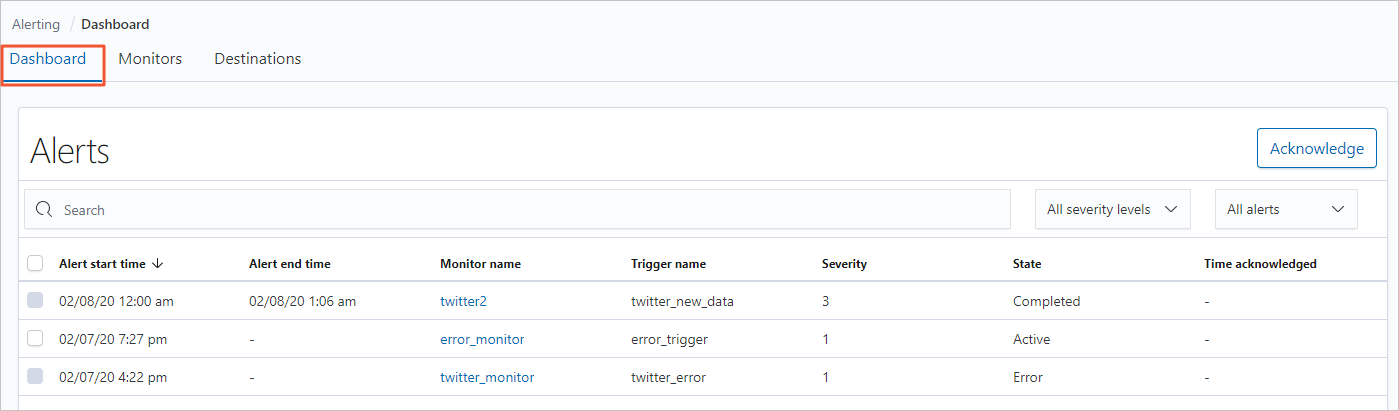 Alerting / Dashboard
Dashboard Monitors Destinations
Alerts
Acknowledge
Search All severity levels All alerts
Alert start time Alert end time Monitor name Trigger name Severity State Time acknowledged
02/08/20 12:00 am 02/08/20 1:06 am twitter2 twitter_new_data 3 Completed -
02/07/20 7:27 pm - error_monitor error_trigger 1 Active -
02/07/20 4:22 pm - twitter_monitor twitter_error 1 Error -